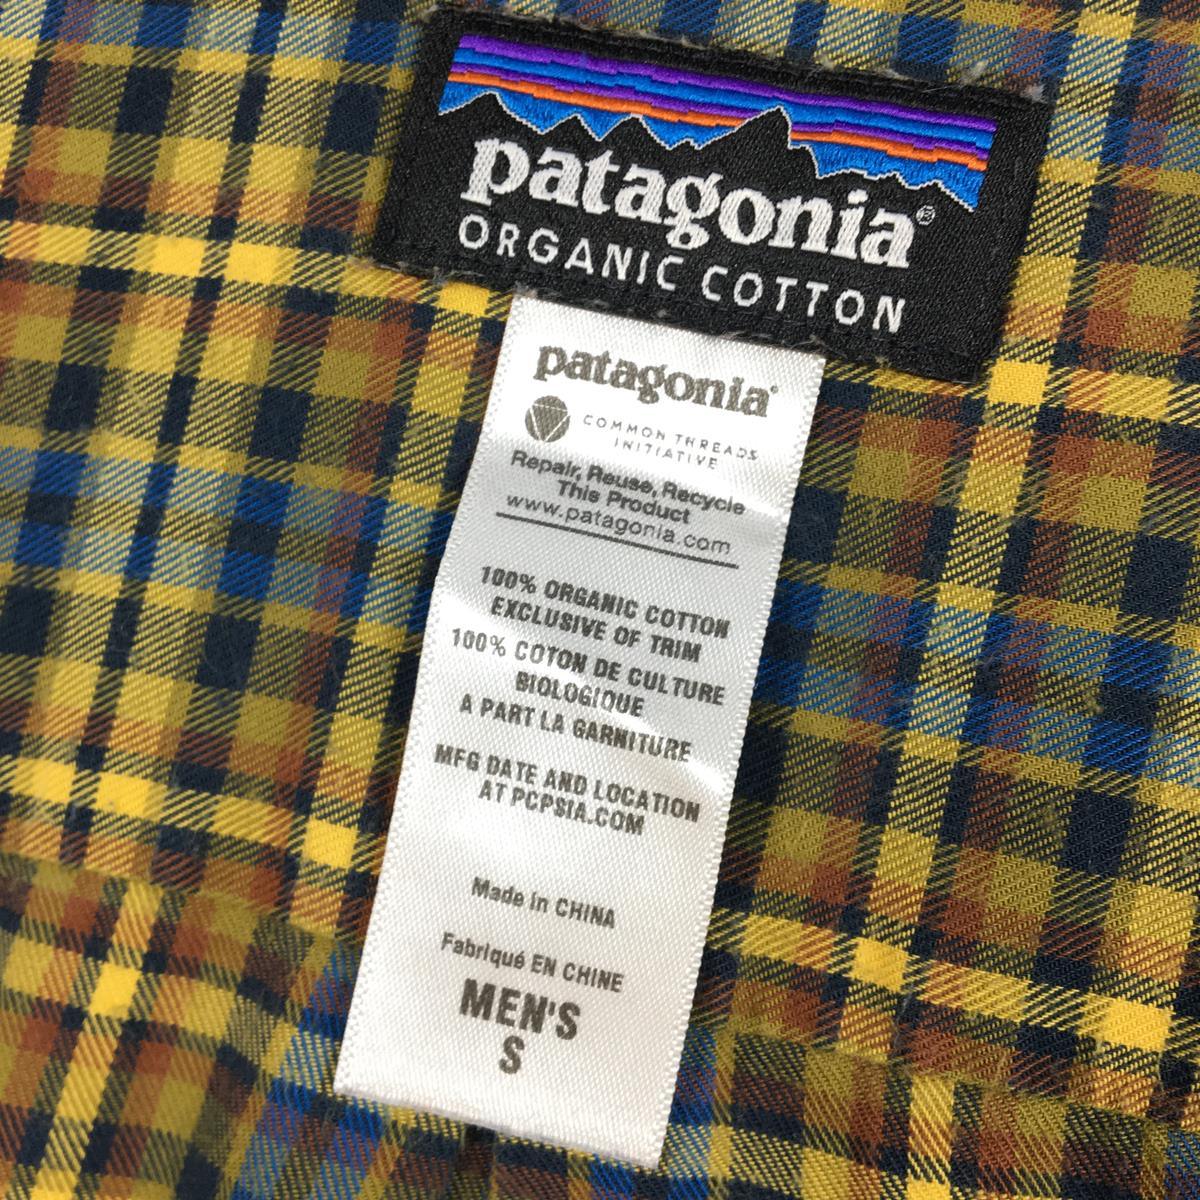 patagonia®
ORGANIC COTTON
patagonia®
COMMON THREADS
INITIATIVE
Repair, Reuse, Recycle
This Product
www.patagonia.com
100% ORGANIC COTTON
EXCLUSIVE OF TRIM
100% COTON DE CULTURE
BIOLOGIQUE
A PART LA GARNITURE
MFG DATE AND LOCATION
AT PCPSIA.COM
Made in CHINA
Fabriqué EN CHINE
MEN'S
S